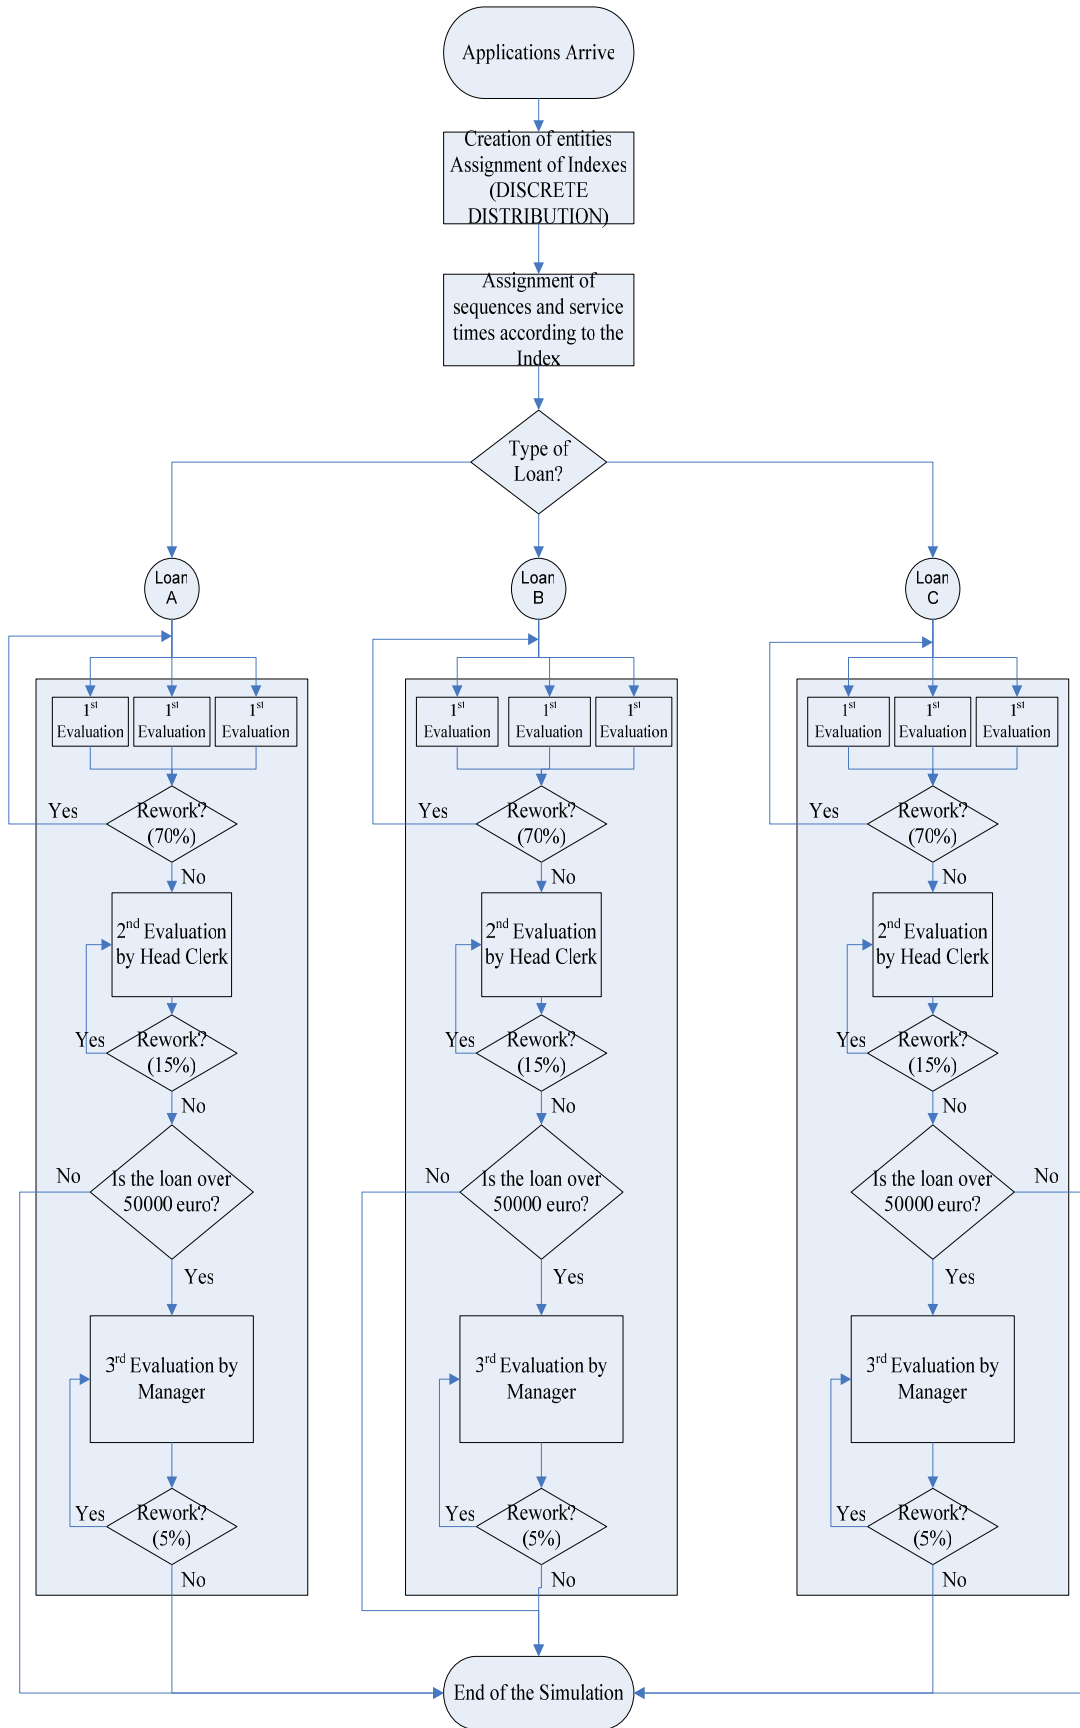 Applications Arrive
Creation of entities
Assignment of Indexes
(DISCRETE
DISTRIBUTION)
Assignment of
sequences and service
times according to the
Index
Type of
Loan?
Loan
A
Loan
B
Loan
C
1st
Evaluation
1st
Evaluation
1st
Evaluation
1st
Evaluation
1st
Evaluation
1st
Evaluation
1st
Evaluation
1st
Evaluation
1st
Evaluation
Yes
Rework?
(70%)
No
Yes
Rework?
(70%)
No
Yes
Rework?
(70%)
No
2nd Evaluation
by Head Clerk
2nd Evaluation
by Head Clerk
2nd Evaluation
by Head Clerk
Yes
Rework?
(15%)
No
Yes
Rework?
(15%)
No
Yes
Rework?
(15%)
No
No
Is the loan over
50000 euro?
Yes
No
Is the loan over
50000 euro?
Yes
Is the loan over
50000 euro?
No
Yes
3rd Evaluation by
Manager
3rd Evaluation by
Manager
3rd Evaluation by
Manager
Yes
Rework?
(5%)
No
Yes
Rework?
(5%)
No
Yes
Rework?
(5%)
No
End of the Simulation